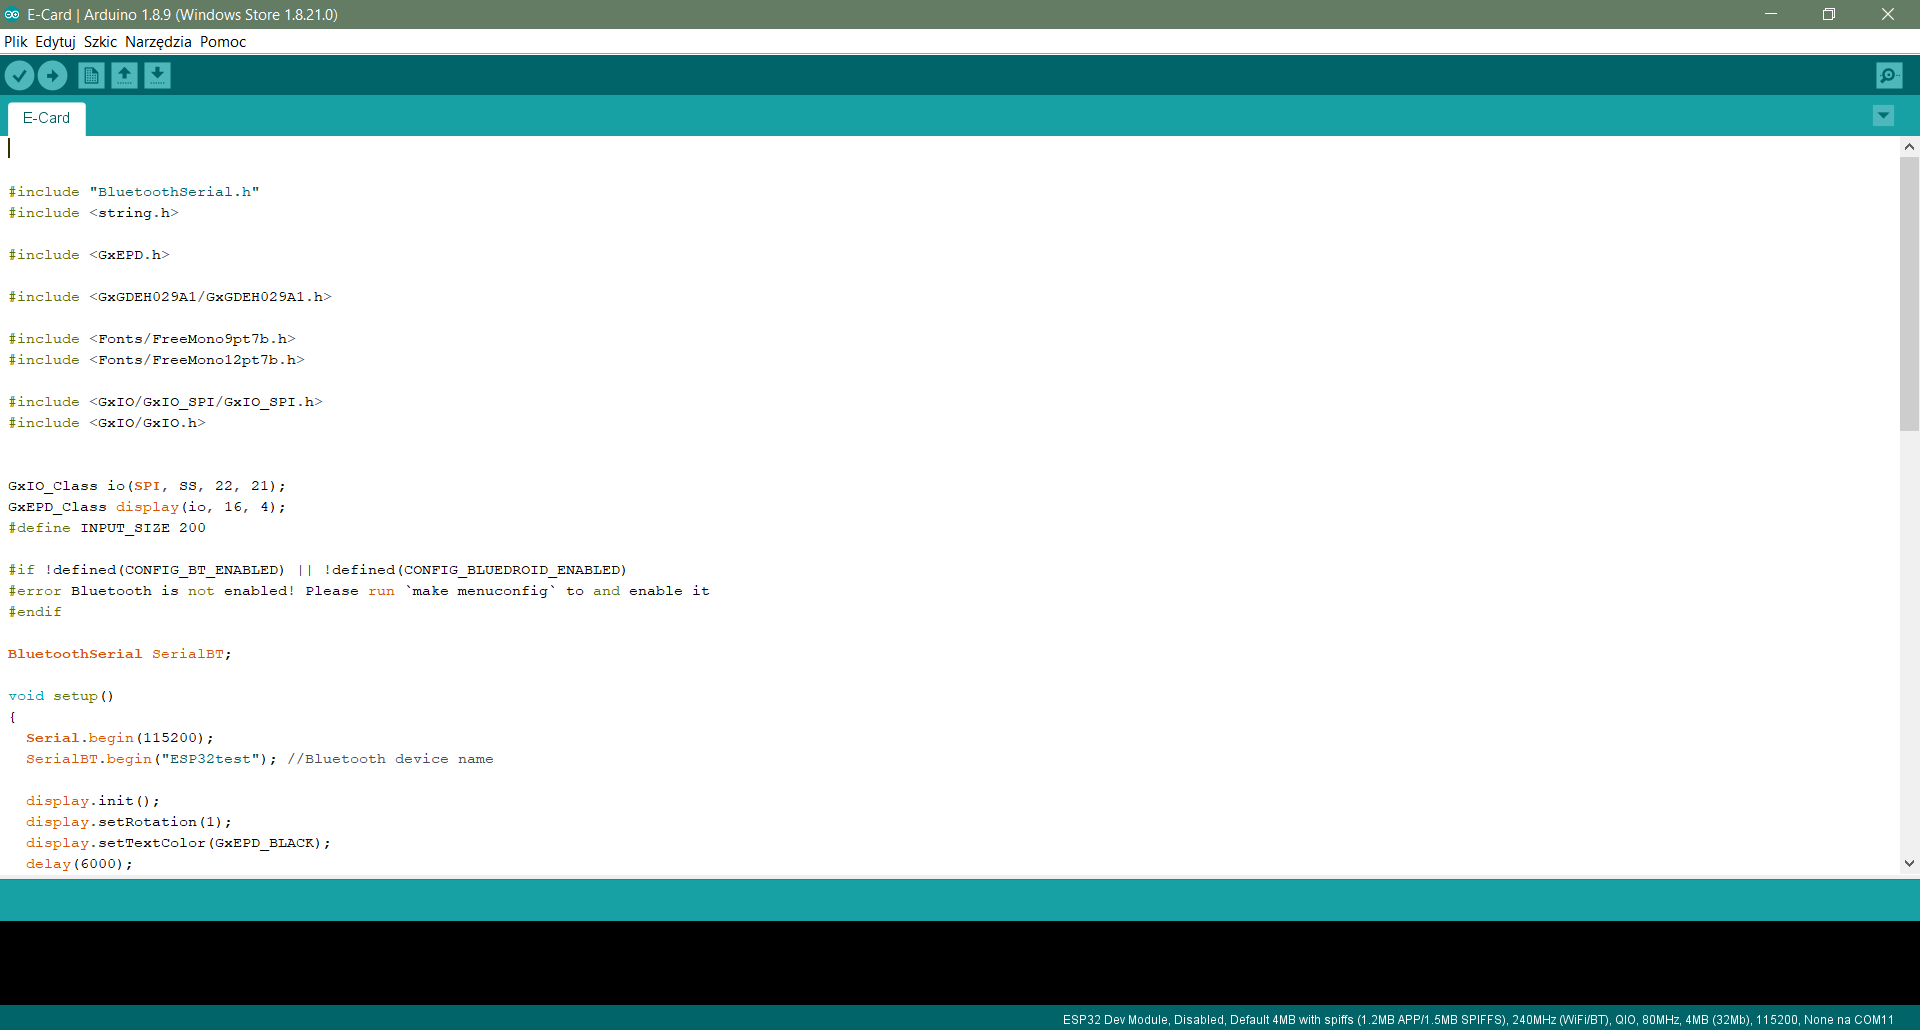 E-Card | Arduino 1.8.9 (Windows Store 1.8.21.0)
Plik Edytuj Szkic Narzędzia Pomoc
E-Card
#include "BluetoothSerial.h"
#include <string.h>
#include <GxEPD.h>
#include <GxGDEH029A1/GxGDEH029A1.h>
#include <Fonts/FreeMono9pt7b.h>
#include <Fonts/FreeMono12pt7b.h>
#include <GxIO/GxIO_SPI/GxIO_SPI.h>
#include <GxIO/GxIO.h>
GxIO_Class io(SPI, SS, 22, 21);
GxEPD_Class display(io, 16, 4);
#define INPUT_SIZE 200
#if !defined(CONFIG_BT_ENABLED) || !defined(CONFIG_BLUEDROID_ENABLED)
#error Bluetooth is not enabled! Please run `make menuconfig` to and enable it
#endif
BluetoothSerial SerialBT;
void setup()
{
  Serial.begin(115200);
  SerialBT.begin("ESP32test"); //Bluetooth device name
  display.init();
  display.setRotation(1);
  display.setTextColor(GxEPD_BLACK);
  delay(6000);
ESP32 Dev Module, Disabled, Default 4MB with spiffs (1.2MB APP/1.5MB SPIFFS), 240MHz (WiFi/BT), QIO, 80MHz, 4MB (32Mb), 115200, None na COM11